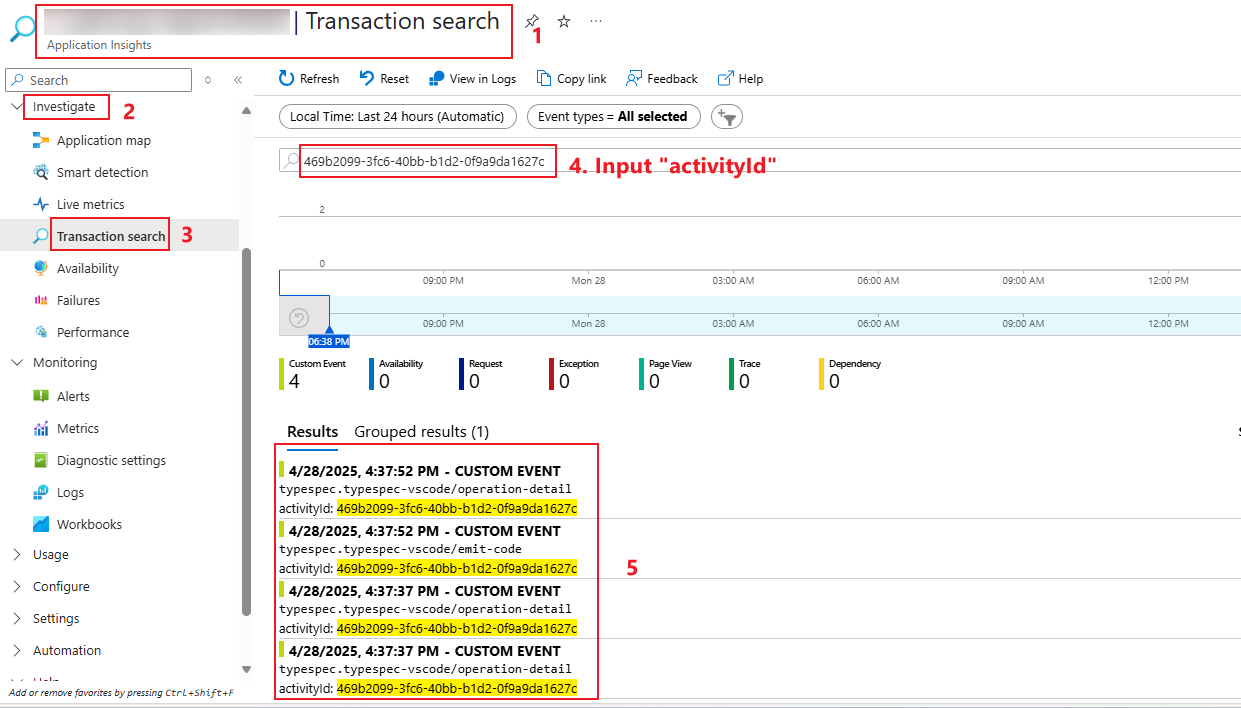 | Transaction search
1
Application Insights
Search
Refresh
Reset
View in Logs
Copy link
Feedback
Help
Investigate
2
Application map
Smart detection
Live metrics
Transaction search
3
Availability
Failures
Performance
Monitoring
Alerts
Metrics
Diagnostic settings
Logs
Workbooks
Usage
Configure
Settings
Automation
Help
Add or remove favorites by pressing Ctrl+Shift+F
Local Time: Last 24 hours (Automatic)
Event types = All selected
469b2099-3fc6-40bb-b1d2-0f9a9da1627c
4. Input "activityId"
2
0
09:00 PM Mon 28 03:00 AM 06:00 AM 09:00 AM 12:00 PM
09:00 PM Mon 28 03:00 AM 06:00 AM 09:00 AM 12:00 PM
06:38 PM
Custom Event Availability Request Exception Page View Trace Dependency
4 0 0 0 0 0 0
Results Grouped results (1)
4/28/2025, 4:37:52 PM - CUSTOM EVENT
typespec.typespec-vscode/operation-detail
activityId: 469b2099-3fc6-40bb-b1d2-0f9a9da1627c
4/28/2025, 4:37:52 PM - CUSTOM EVENT
typespec.typespec-vscode/emit-code
activityId: 469b2099-3fc6-40bb-b1d2-0f9a9da1627c
5
4/28/2025, 4:37:37 PM - CUSTOM EVENT
typespec.typespec-vscode/operation-detail
activityId: 469b2099-3fc6-40bb-b1d2-0f9a9da1627c
4/28/2025, 4:37:37 PM - CUSTOM EVENT
typespec.typespec-vscode/operation-detail
activityId: 469b2099-3fc6-40bb-b1d2-0f9a9da1627c